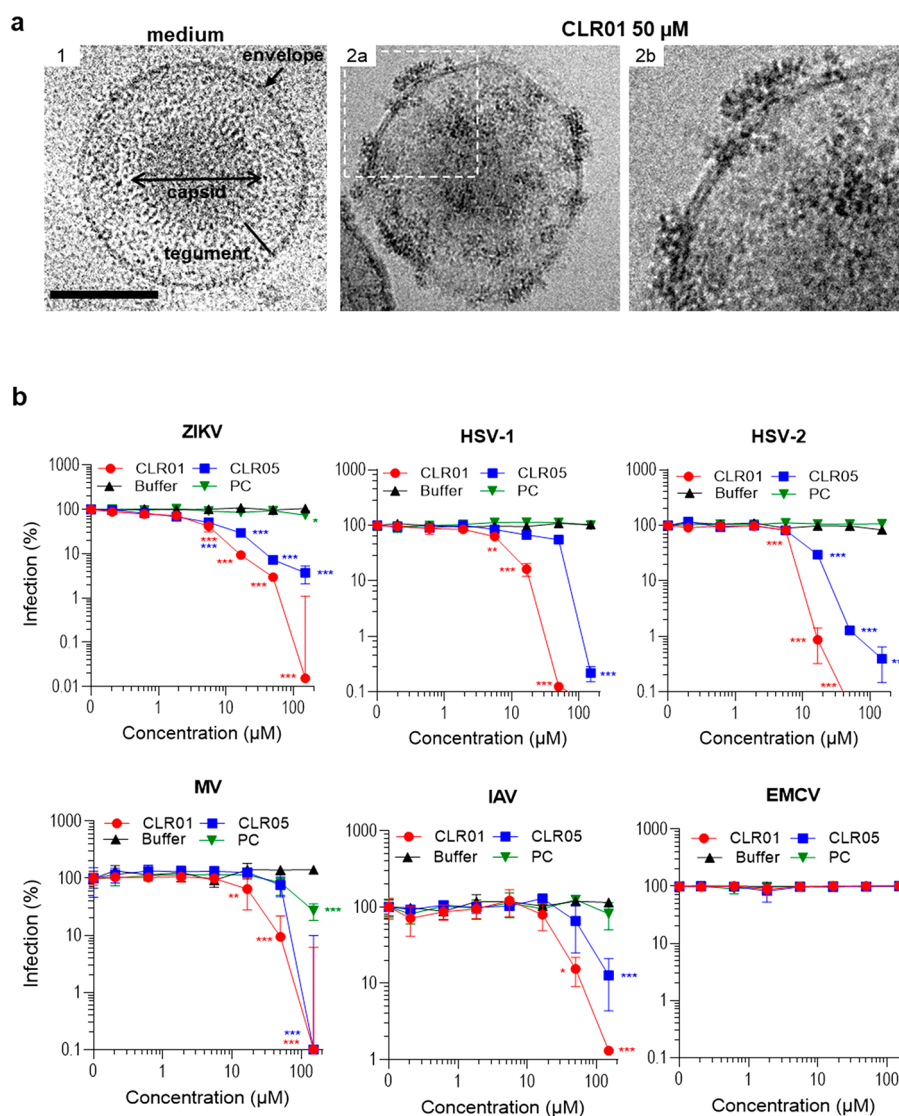 a
medium
CLR01 50 µM
1
envelope
capsid
tegument
2a
2b
b
ZIKV
CLR01
CLR05
Buffer
PC
Infection (%)
1000
100
10
1
0.1
0.01
*
***
***
***
***
***
***
***
***
0
1
10
100
Concentration (µM)
HSV-1
CLR01
CLR05
Buffer
PC
1000
100
10
1
0.1
**
***
***
***
0
1
10
100
Concentration (µM)
HSV-2
CLR01
CLR05
Buffer
PC
1000
100
10
1
0.1
***
***
***
***
**
***
0
1
10
100
Concentration (µM)
MV
CLR01
CLR05
Buffer
PC
Infection (%)
1000
100
10
1
0.1
**
***
***
***
***
0
1
10
100
Concentration (µM)
IAV
CLR01
CLR05
Buffer
PC
1000
100
10
1
*
***
***
0
1
10
100
Concentration (µM)
EMCV
CLR01
CLR05
Buffer
PC
1000
100
10
1
0.1
0
1
10
100
Concentration (µM)